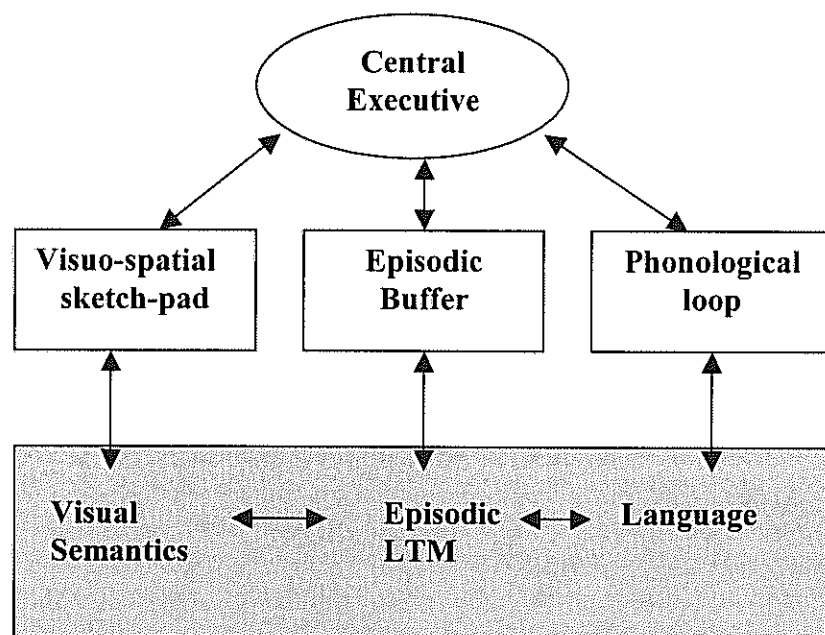 Central
Executive
Visuo-spatial
sketch-pad
Episodic
Buffer
Phonological
loop
Visual
Semantics
Episodic
LTM
Language